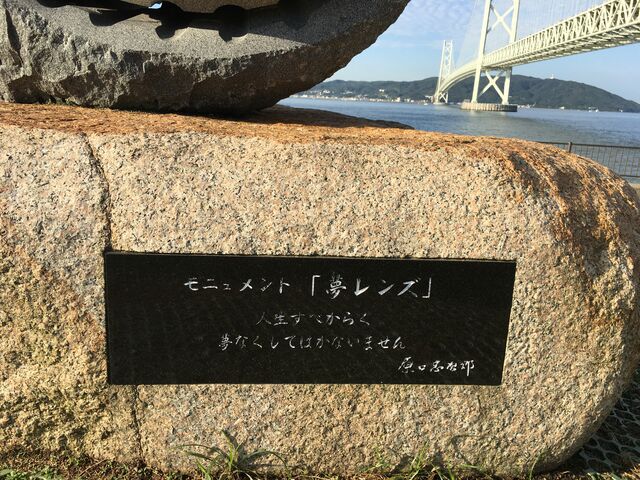 モニュメント「夢レンズ」
人生すべからく
夢なくしてはかないません
原口忠次郎